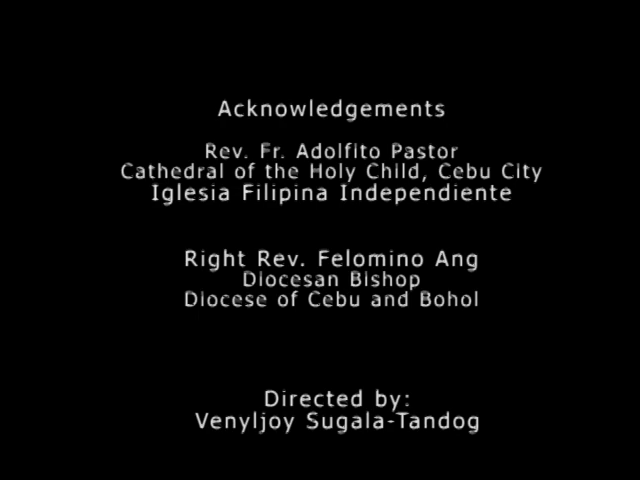 Acknowledgements
Rev. Fr. Adolfito Pastor
Cathedral of the Holy Child, Cebu City
Iglesia Filipina Independiente
Right Rev. Felomino Ang
Diocesan Bishop
Diocese of Cebu and Bohol
Directed by:
Venyljoy Sugala-Tandog